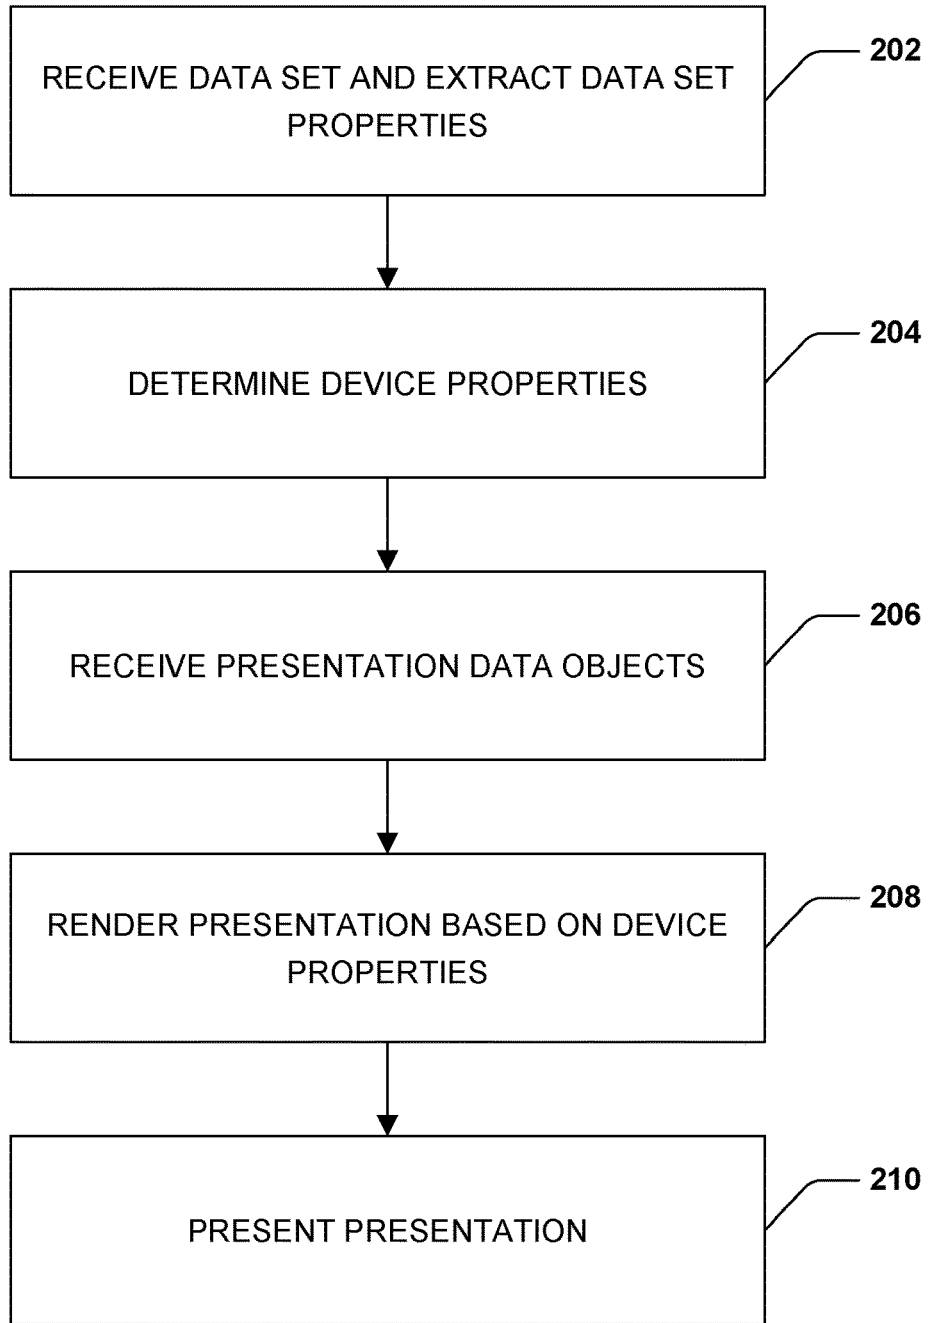 RECEIVE DATA SET AND EXTRACT DATA SET
PROPERTIES
202
DETERMINE DEVICE PROPERTIES
204
RECEIVE PRESENTATION DATA OBJECTS
206
RENDER PRESENTATION BASED ON DEVICE
PROPERTIES
208
PRESENT PRESENTATION
210